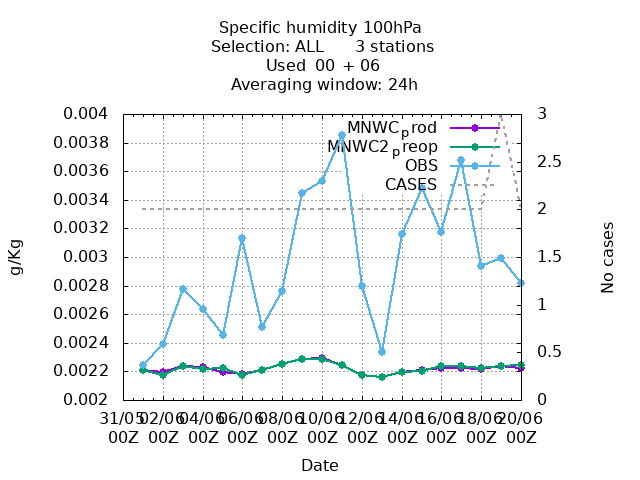 Specific humidity 100hPa
Selection: ALL 3 stations
Used 00 + 06
Averaging window: 24h
MNWCprod
MNWC2preop
OBS
CASES
0.004
0.0038
0.0036
0.0034
0.0032
0.003
0.0028
0.0026
0.0024
0.0022
0.002
3
2.5
2
1.5
1
0.5
0
g/Kg
No cases
31/05 02/06 04/06 06/06 08/06 10/06 12/06 14/06 16/06 18/06 20/06
00Z 00Z 00Z 00Z 00Z 00Z 00Z 00Z 00Z 00Z 00Z
Date